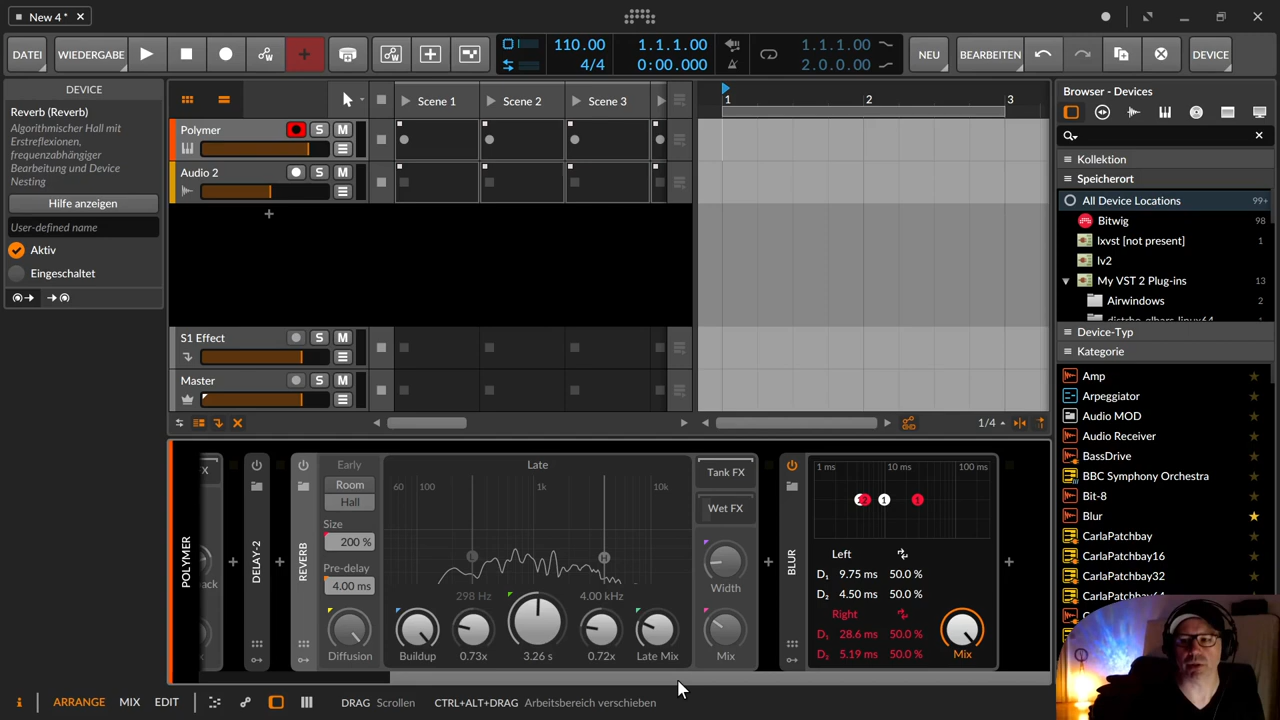 New 4 *
DATEI
WIEDERGABE
110.00
4/4
1.1.1.00
0:00.000
1.1.1.00
2.0.0.00
NEU
BEARBEITEN
DEVICE
DEVICE
Reverb (Reverb)
Algorithmischer Hall mit
Erstreflexionen,
frequenzabhängiger
Bearbeitung und Device
Nesting
Hilfe anzeigen
User-defined name
Aktiv
Eingeschaltet
Scene 1
Scene 2
Scene 3
1
2
3
Polymer
S
M
Audio 2
S
M
+
S1 Effect
S
M
Master
S
M
1/4
Browser - Devices
Kollektion
Speicherort
All Device Locations
99+
Bitwig
98
lxvst [not present]
1
lv2
My VST 2 Plug-ins
13
Airwindows
2
Device-Typ
Kategorie
Amp
Arpeggiator
Audio MOD
Audio Receiver
BassDrive
BBC Symphony Orchestra
Bit-8
Blur
CarlaPatchbay
CarlaPatchbay16
CarlaPatchbay32
POLYMER
DELAY-2
REVERB
Early
Room
Hall
Size
200 %
Pre-delay
4.00 ms
Diffusion
Late
60
100
1k
10k
L
H
298 Hz
4.00 kHz
Buildup
0.73x
3.26 s
0.72x
Late Mix
Tank FX
Wet FX
Width
Mix
BLUR
1 ms
10 ms
100 ms
Left
D₁
9.75 ms
50.0 %
D₂
4.50 ms
50.0 %
Right
D₁
28.6 ms
50.0 %
D₂
5.19 ms
50.0 %
Mix
i
ARRANGE
MIX
EDIT
DRAG
Scrollen
CTRL+ALT+DRAG
Arbeitsbereich verschieben